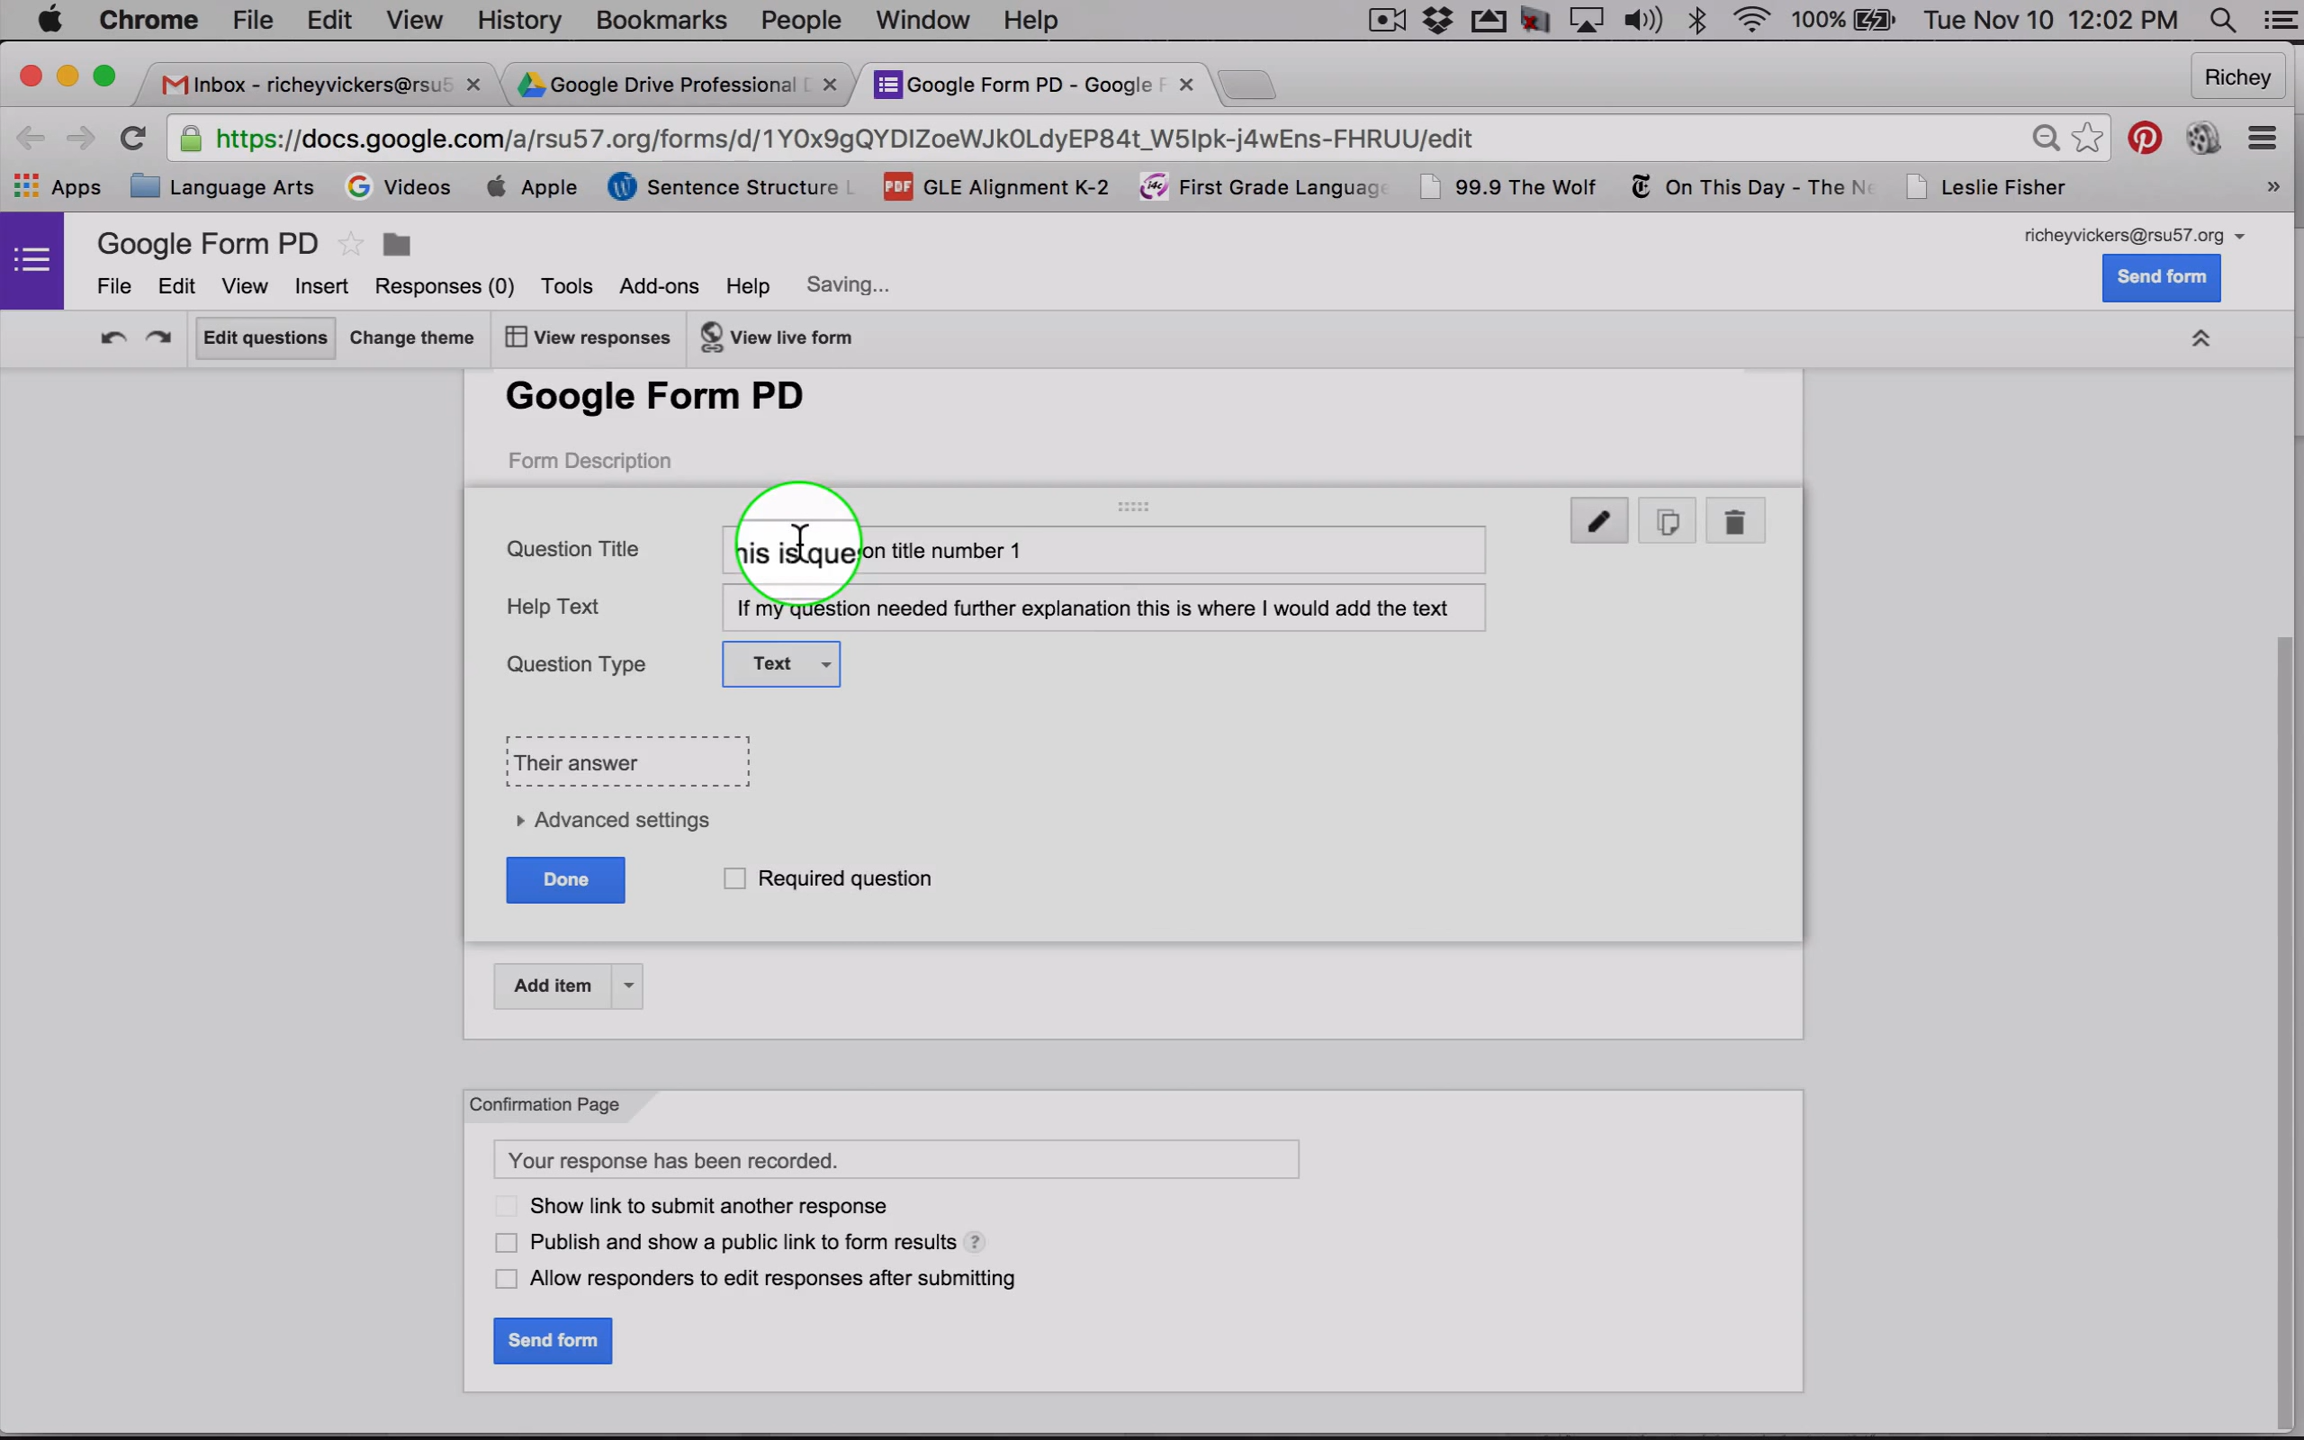 Chrome File Edit View History Bookmarks People Window Help 100% Tue Nov 10 12:02 PM
Inbox - richeyvickers@rsu5 Google Drive Professional Google Form PD - Google Richey
https://docs.google.com/a/rsu57.org/forms/d/1Y0x9gQYDIZoeWJk0LdyEP84t_W5Ipk-j4wEns-FHRUU/edit
Apps Language Arts Videos Apple Sentence Structure PDF GLE Alignment K-2 First Grade Language 99.9 The Wolf On This Day - The Ne Leslie Fisher »
Google Form PD richeyvickers@rsu57.org
File Edit View Insert Responses (0) Tools Add-ons Help Saving... Send form
Edit questions Change theme View responses View live form
Google Form PD
Form Description
Question Title his is que on title number 1
Help Text If my question needed further explanation this is where I would add the text
Question Type Text
Their answer
Advanced settings
Done Required question
Add item
Confirmation Page
Your response has been recorded.
Show link to submit another response
Publish and show a public link to form results ?
Allow responders to edit responses after submitting
Send form